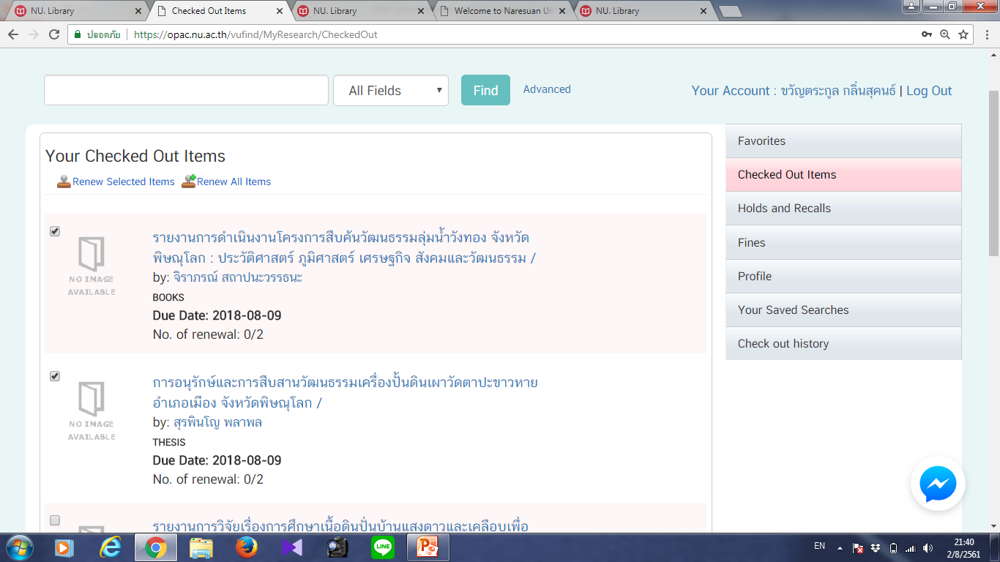 NU. Library
Checked Out Items
NU. Library
Welcome to Naresuan Un
NU. Library
ปลอดภัย
https://opac.nu.ac.th/vufind/MyResearch/CheckedOut
All Fields
Find
Advanced
Your Account : ขวัญตระกูล กลิ่นสุคนธ์ | Log Out
Your Checked Out Items
Renew Selected Items
Renew All Items
NO IMAGE
AVAILABLE
รายงานการดำเนินงานโครงการสืบค้นวัฒนธรรมลุ่มน้ำวังทอง จังหวัด
พิษณุโลก : ประวัติศาสตร์ ภูมิศาสตร์ เศรษฐกิจ สังคมและวัฒนธรรม /
by: จิราภรณ์ สถาปนะวรรธนะ
BOOKS
Due Date: 2018-08-09
No. of renewal: 0/2
NO IMAGE
AVAILABLE
การอนุรักษ์และการสืบสานวัฒนธรรมเครื่องปั้นดินเผาวัดตาปะขาวหาย
อำเภอเมือง จังหวัดพิษณุโลก /
by: สุรพินโญ พลาพล
THESIS
Due Date: 2018-08-09
No. of renewal: 0/2
รายงานการวิจัยเรื่องการศึกษาเนื้อดินปั่นบ้านแสงดาวและเคลือบเพื่อ
Favorites
Checked Out Items
Holds and Recalls
Fines
Profile
Your Saved Searches
Check out history
LINE
EN
21:40
2/8/2561